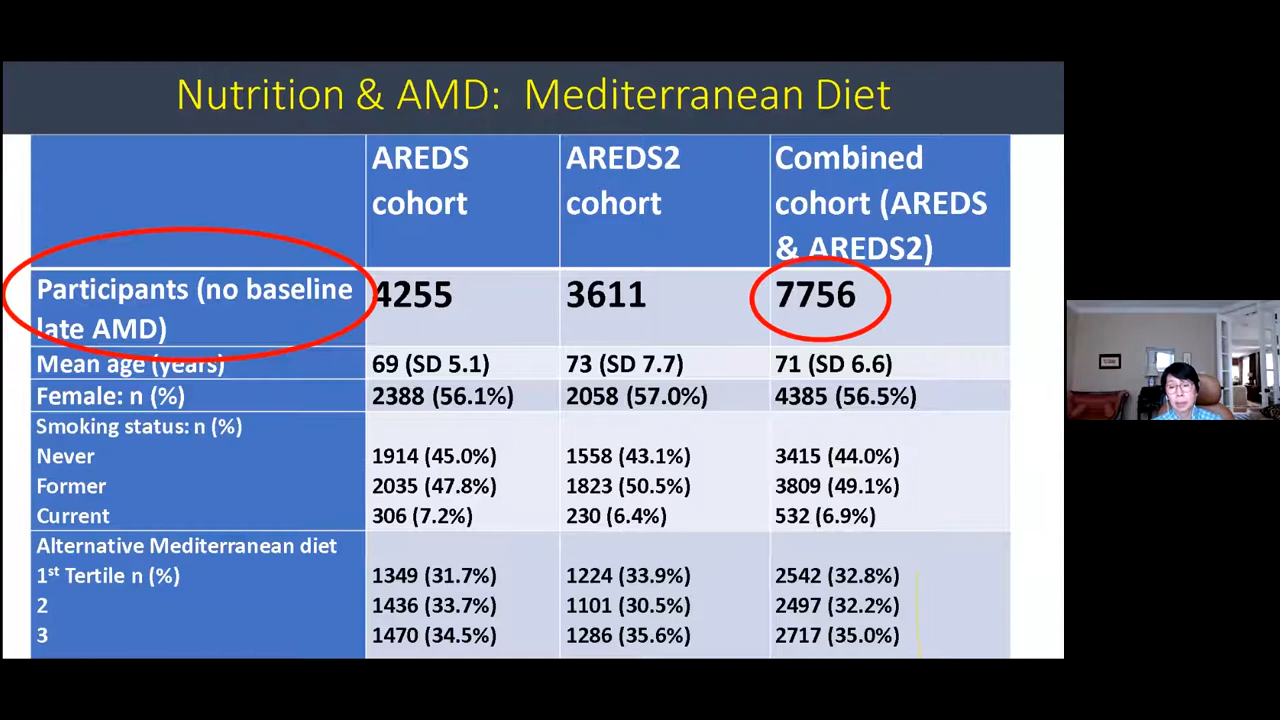 Nutrition & AMD: Mediterranean Diet
AREDS cohort
AREDS2 cohort
Combined cohort (AREDS & AREDS2)
Participants (no baseline late AMD) 4255 3611 7756
Mean age (years) 69 (SD 5.1) 73 (SD 7.7) 71 (SD 6.6)
Female: n (%) 2388 (56.1%) 2058 (57.0%) 4385 (56.5%)
Smoking status: n (%)
Never 1914 (45.0%) 1558 (43.1%) 3415 (44.0%)
Former 2035 (47.8%) 1823 (50.5%) 3809 (49.1%)
Current 306 (7.2%) 230 (6.4%) 532 (6.9%)
Alternative Mediterranean diet
1st Tertile n (%) 1349 (31.7%) 1224 (33.9%) 2542 (32.8%)
2 1436 (33.7%) 1101 (30.5%) 2497 (32.2%)
3 1470 (34.5%) 1286 (35.6%) 2717 (35.0%)